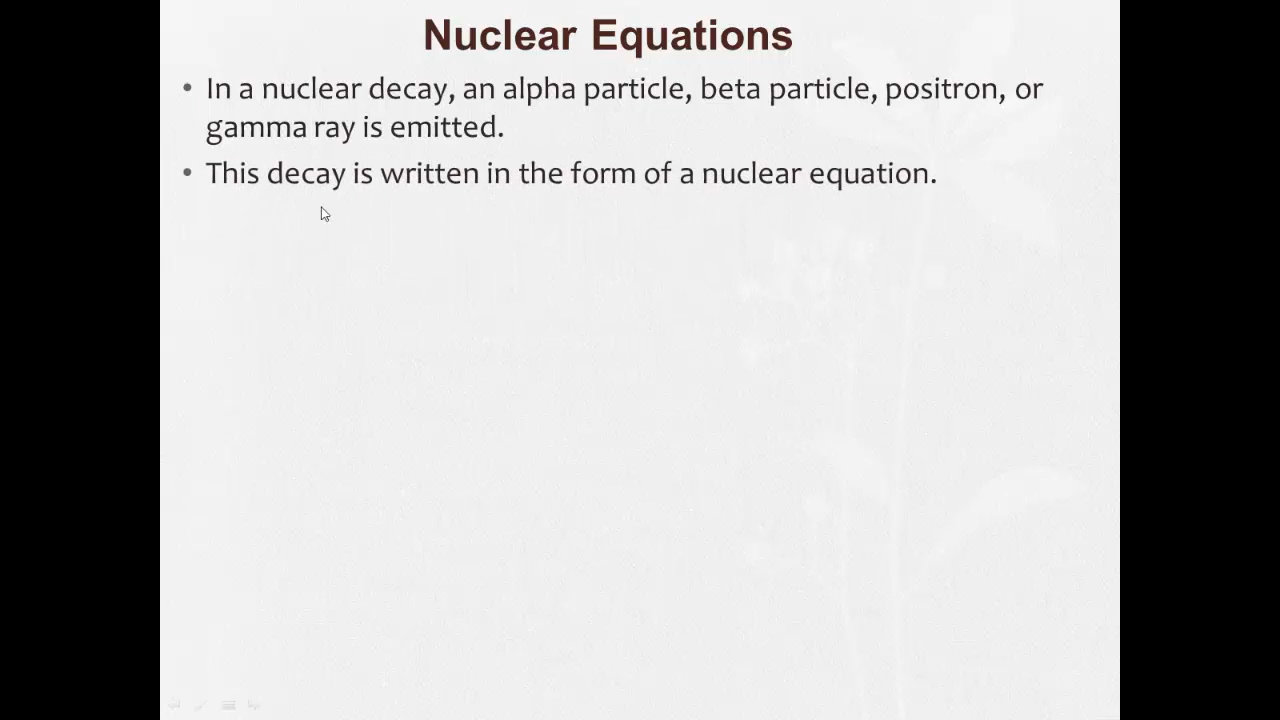 Nuclear Equations
• In a nuclear decay, an alpha particle, beta particle, positron, or
gamma ray is emitted.
• This decay is written in the form of a nuclear equation.